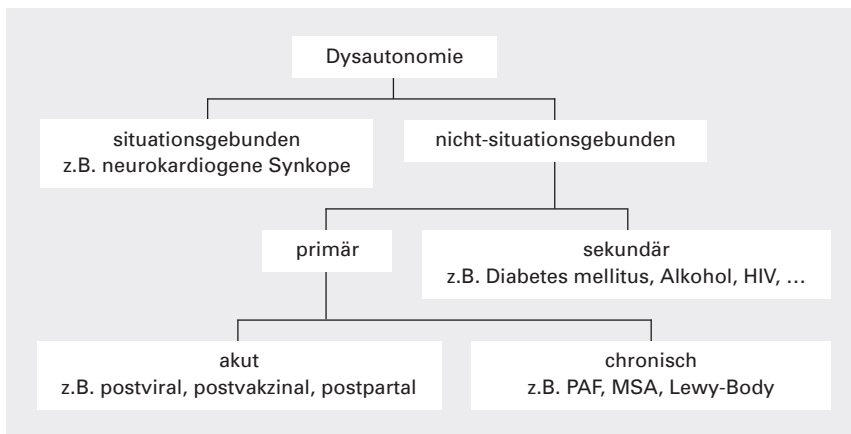 Dysautonomie
situationsgebunden
z.B. neurokardiogene Synkope
nicht-situationsgebunden
primär
sekundär
z.B. Diabetes mellitus, Alkohol, HIV, …
akut
z.B. postviral, postvakzinal, postpartal
chronisch
z.B. PAF, MSA, Lewy-Body